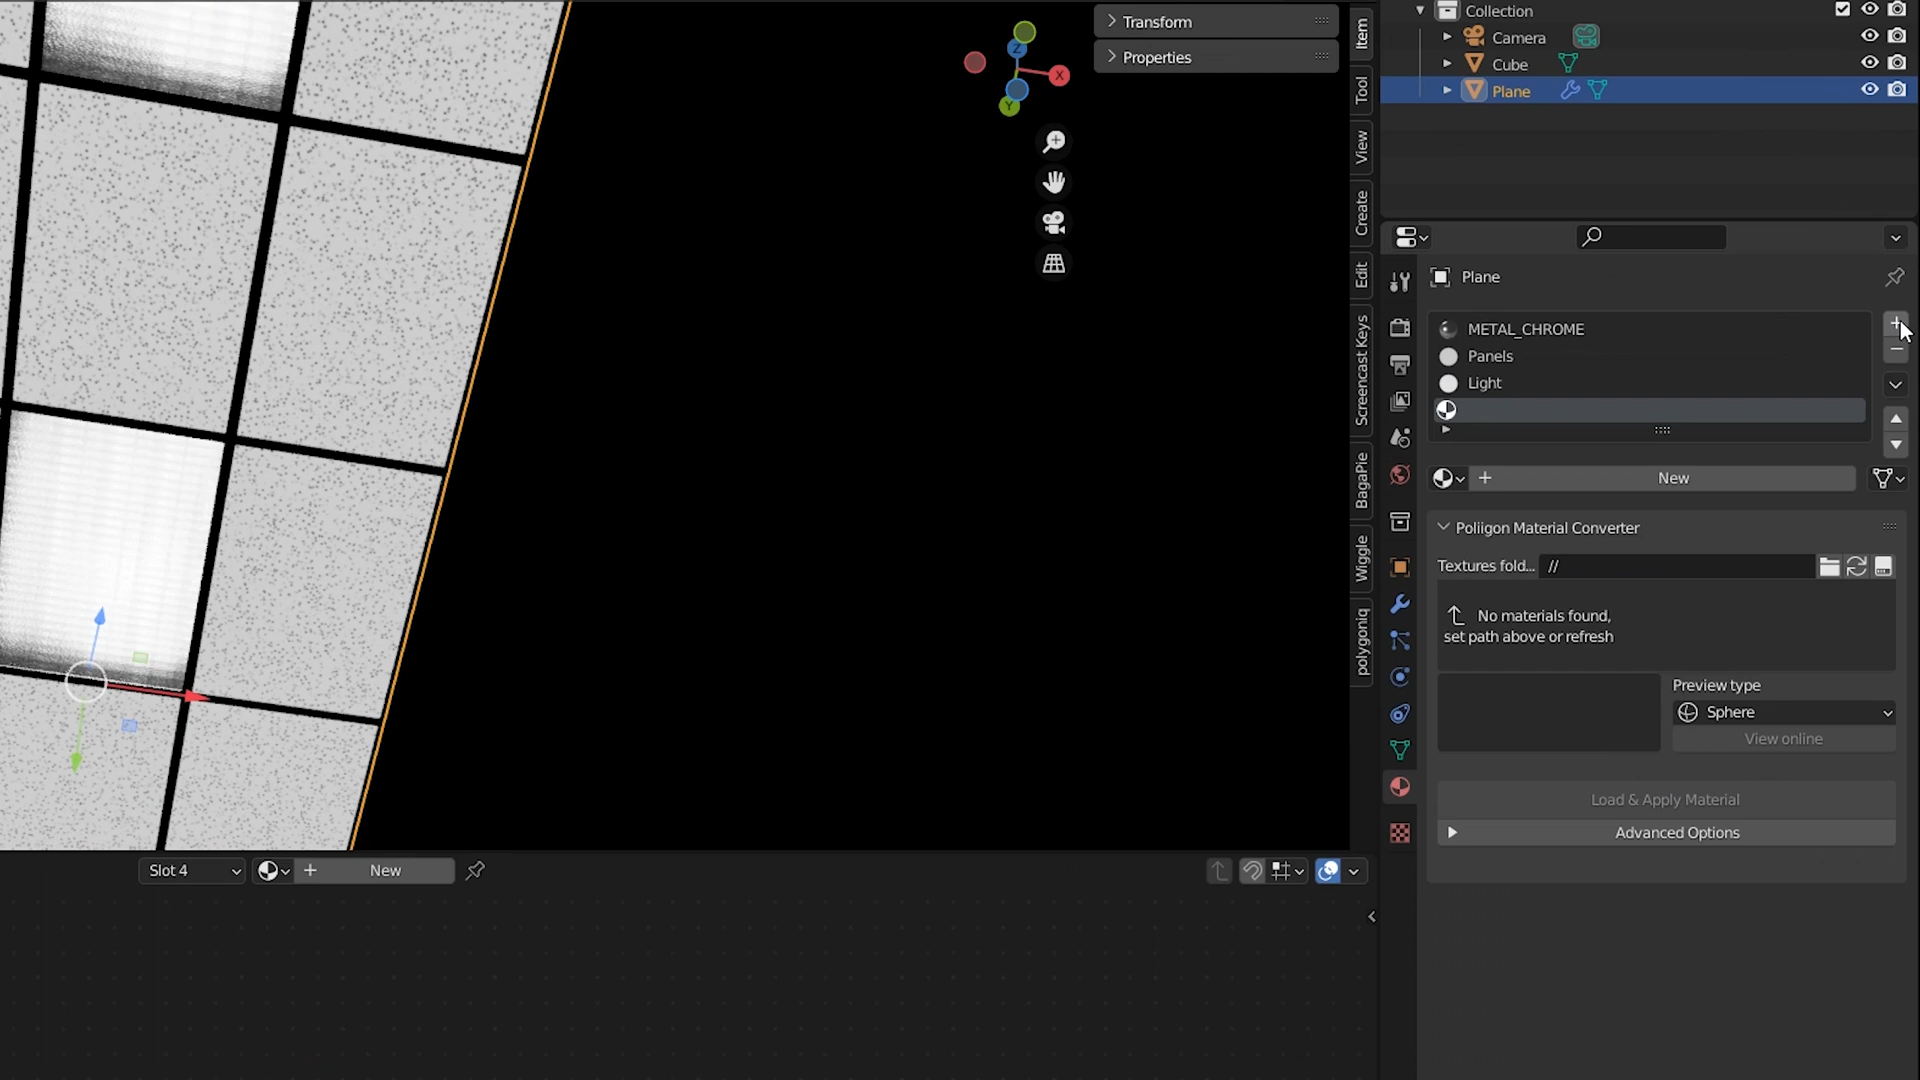 Transform
Properties
Item
Tool
View
Create
Edit
Screencast Keys
BagaPie
Wiggle
polygoniq
Z
X
Y
Collection
Camera
Cube
Plane
Plane
METAL_CHROME
Panels
Light
New
Poliigon Material Converter
Textures fold... //
No materials found,
set path above or refresh
Preview type
Sphere
View online
Load & Apply Material
Advanced Options
Slot 4
New